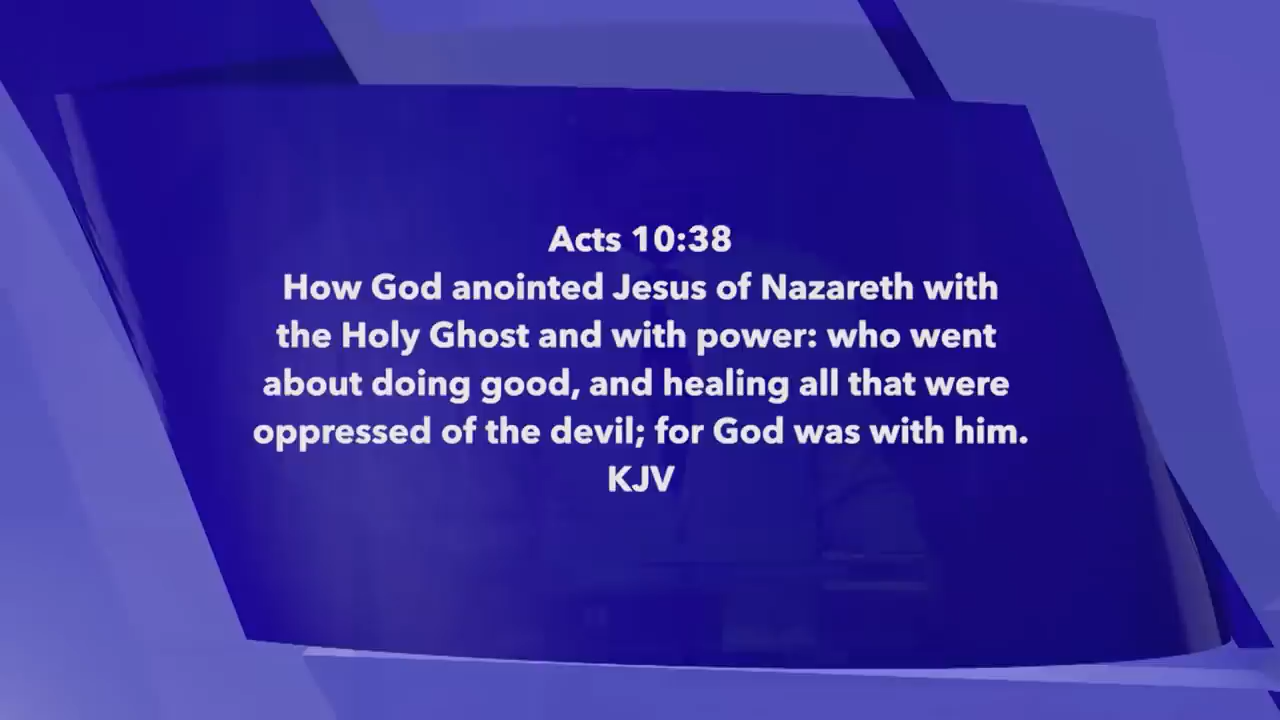 Acts 10:38
How God anointed Jesus of Nazareth with
the Holy Ghost and with power: who went
about doing good, and healing all that were
oppressed of the devil; for God was with him.
KJV